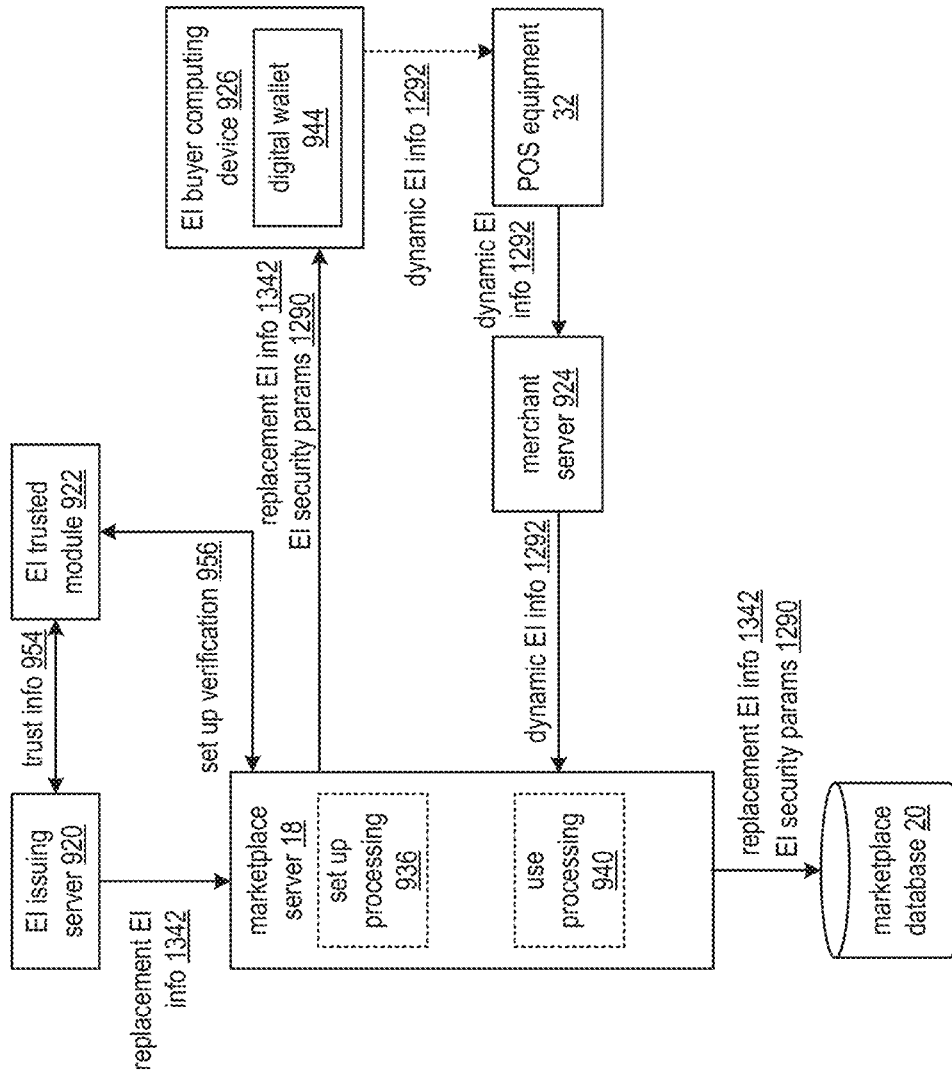 trust info 954
EI issuing
server 920
EI trusted
module 922
replacement EI
info 1342
set up verification 956
marketplace
server 18
set up
processing
936
use
processing
940
replacement EI info 1342
EI security params 1290
EI buyer computing
device 926
digital wallet
944
dynamic EI info 1292
dynamic EI info 1292
merchant
server 924
dynamic EI
info 1292
POS equipment
32
replacement EI info 1342
EI security params 1290
marketplace
database 20